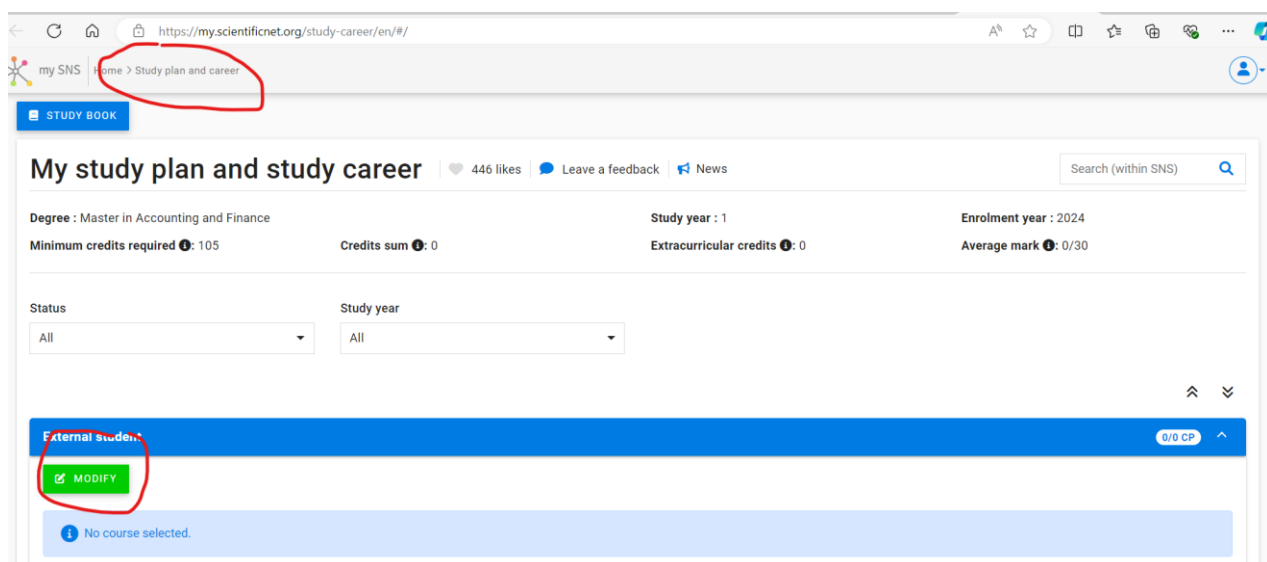 https://my.scientificnet.org/study-career/en/#/
my SNS Home > Study plan and career
STUDY BOOK
My study plan and study career 446 likes Leave a feedback News Search (within SNS)
Degree : Master in Accounting and Finance Study year : 1 Enrolment year : 2024
Minimum credits required : 105 Credits sum : 0 Extracurricular credits : 0 Average mark : 0/30
Status Study year
All All
External student 0/0 CP
MODIFY
No course selected.